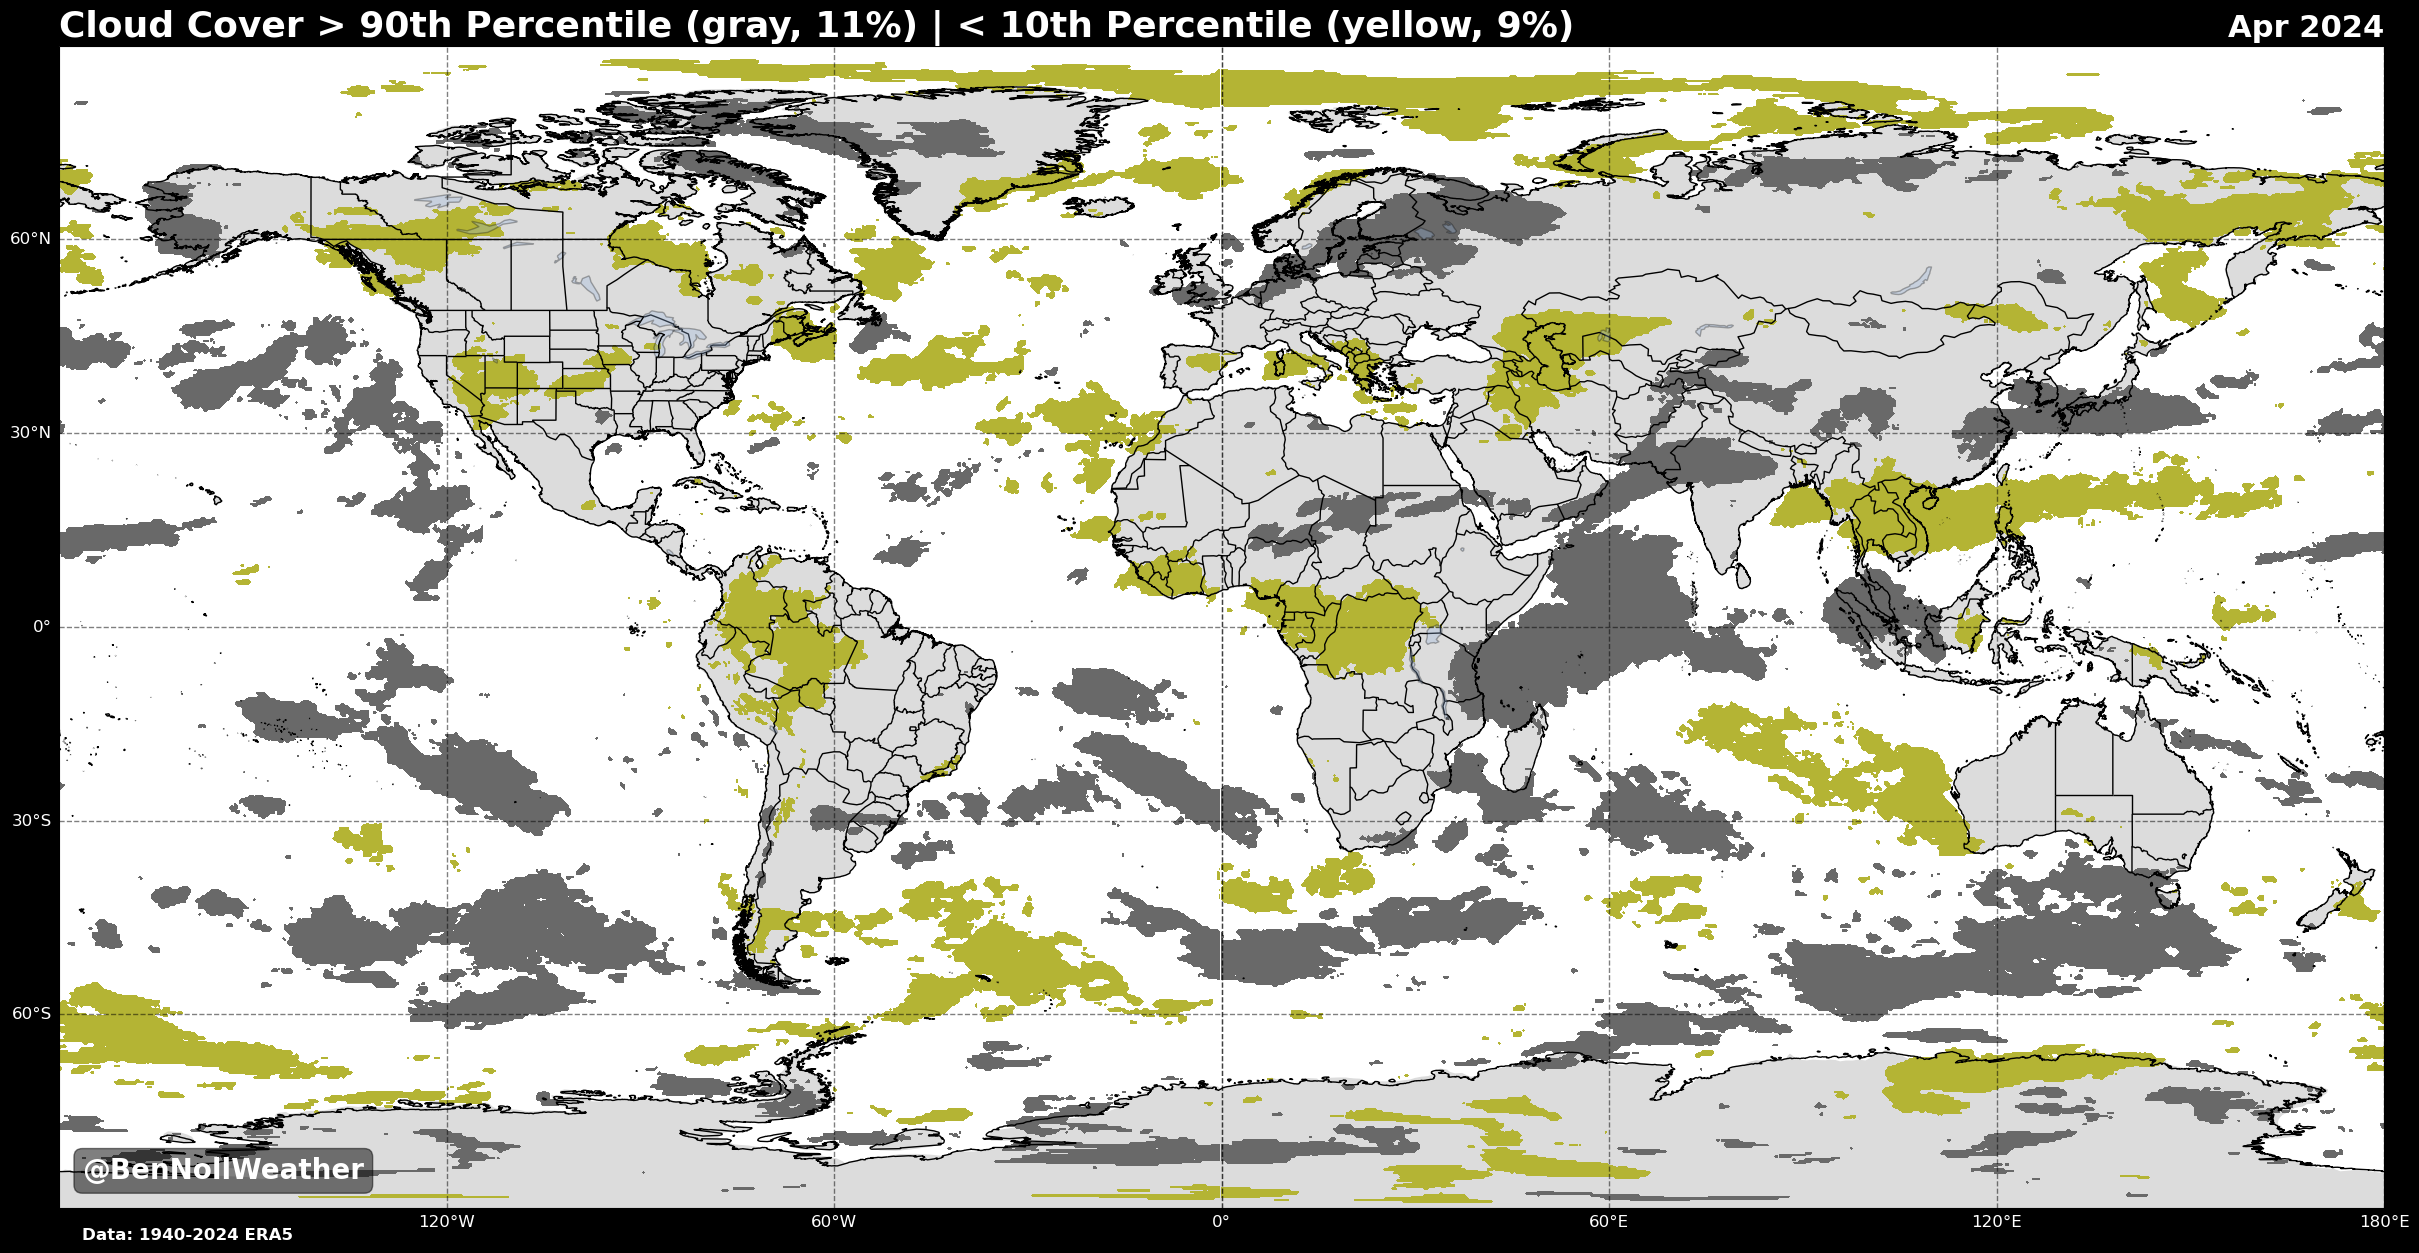 Cloud Cover > 90th Percentile (gray, 11%) | < 10th Percentile (yellow, 9%)
Apr 2024
60°N
30°N
0°
30°S
60°S
@BenNollWeather
120°W
60°W
0°
60°E
120°E
180°E
Data: 1940-2024 ERA5